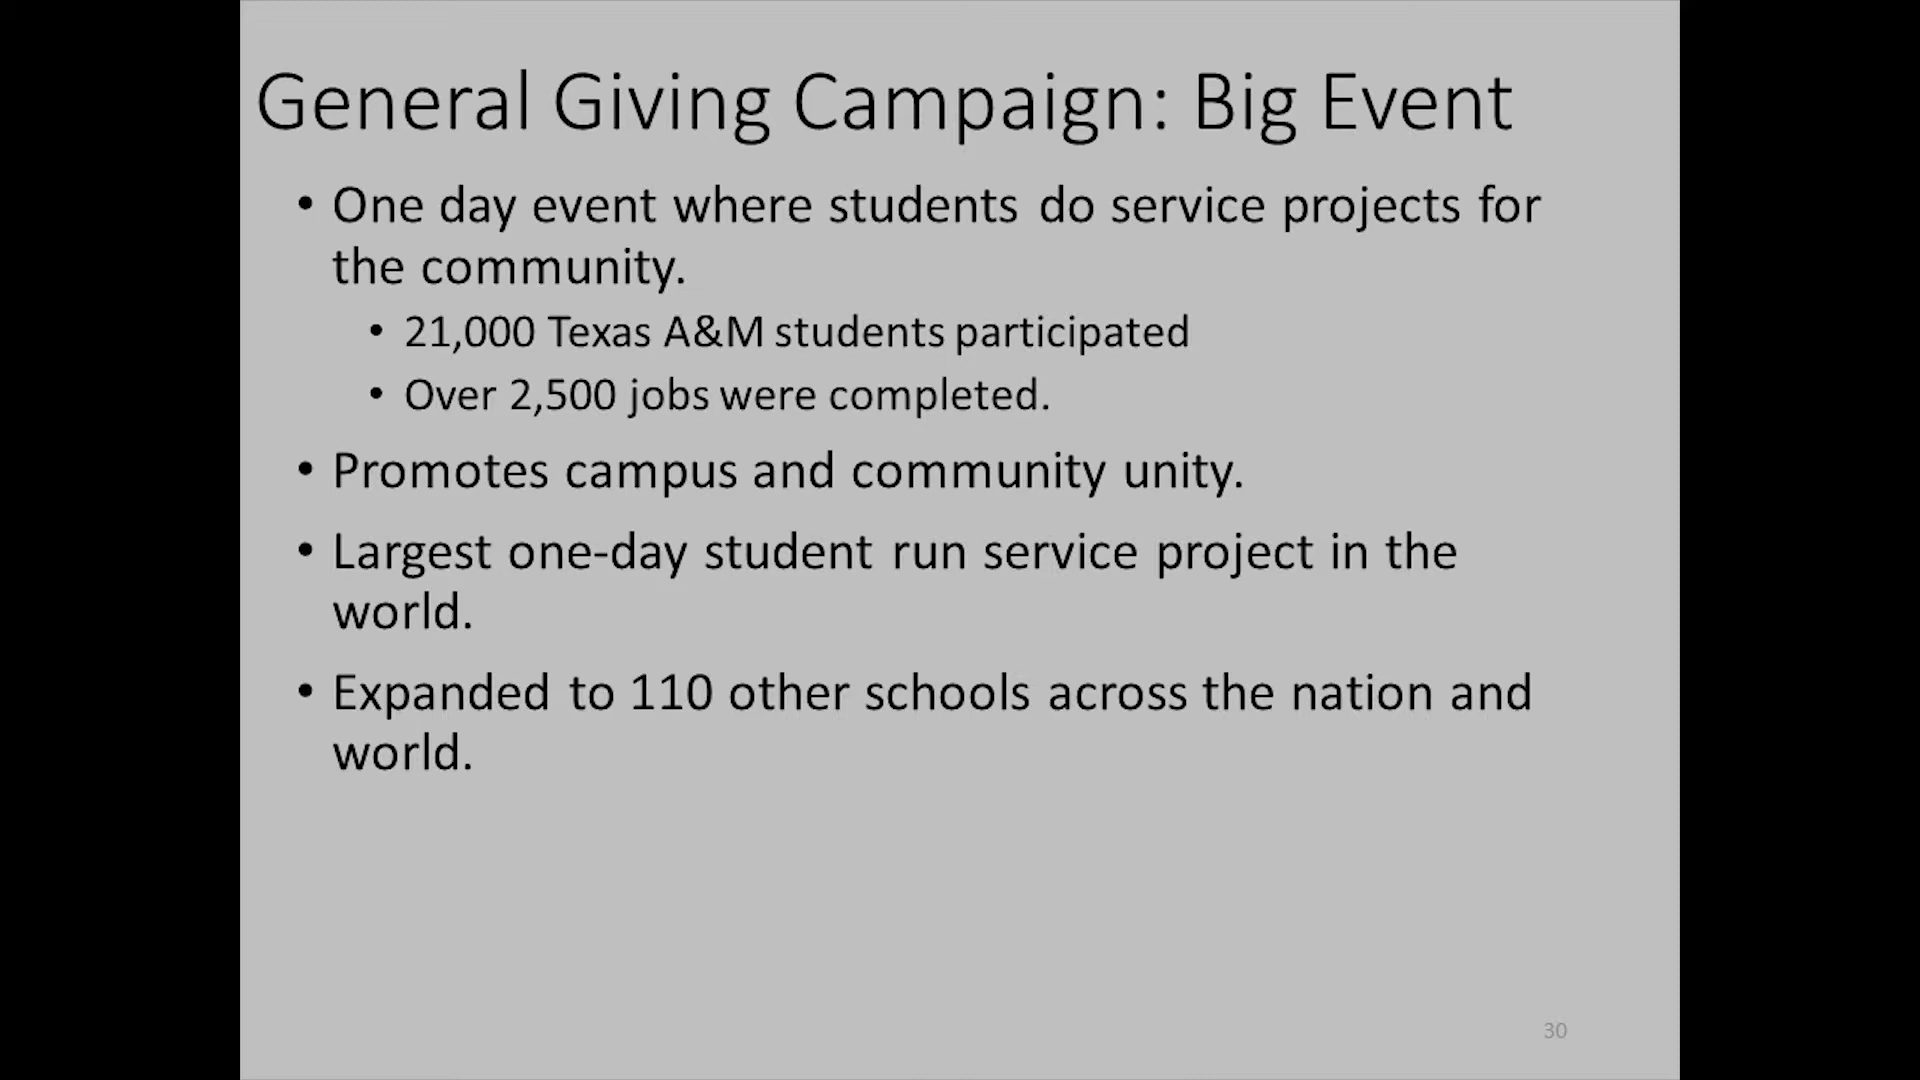 General Giving Campaign: Big Event
• One day event where students do service projects for
the community.
• 21,000 Texas A&M students participated
• Over 2,500 jobs were completed.
• Promotes campus and community unity.
• Largest one-day student run service project in the
world.
• Expanded to 110 other schools across the nation and
world.
30